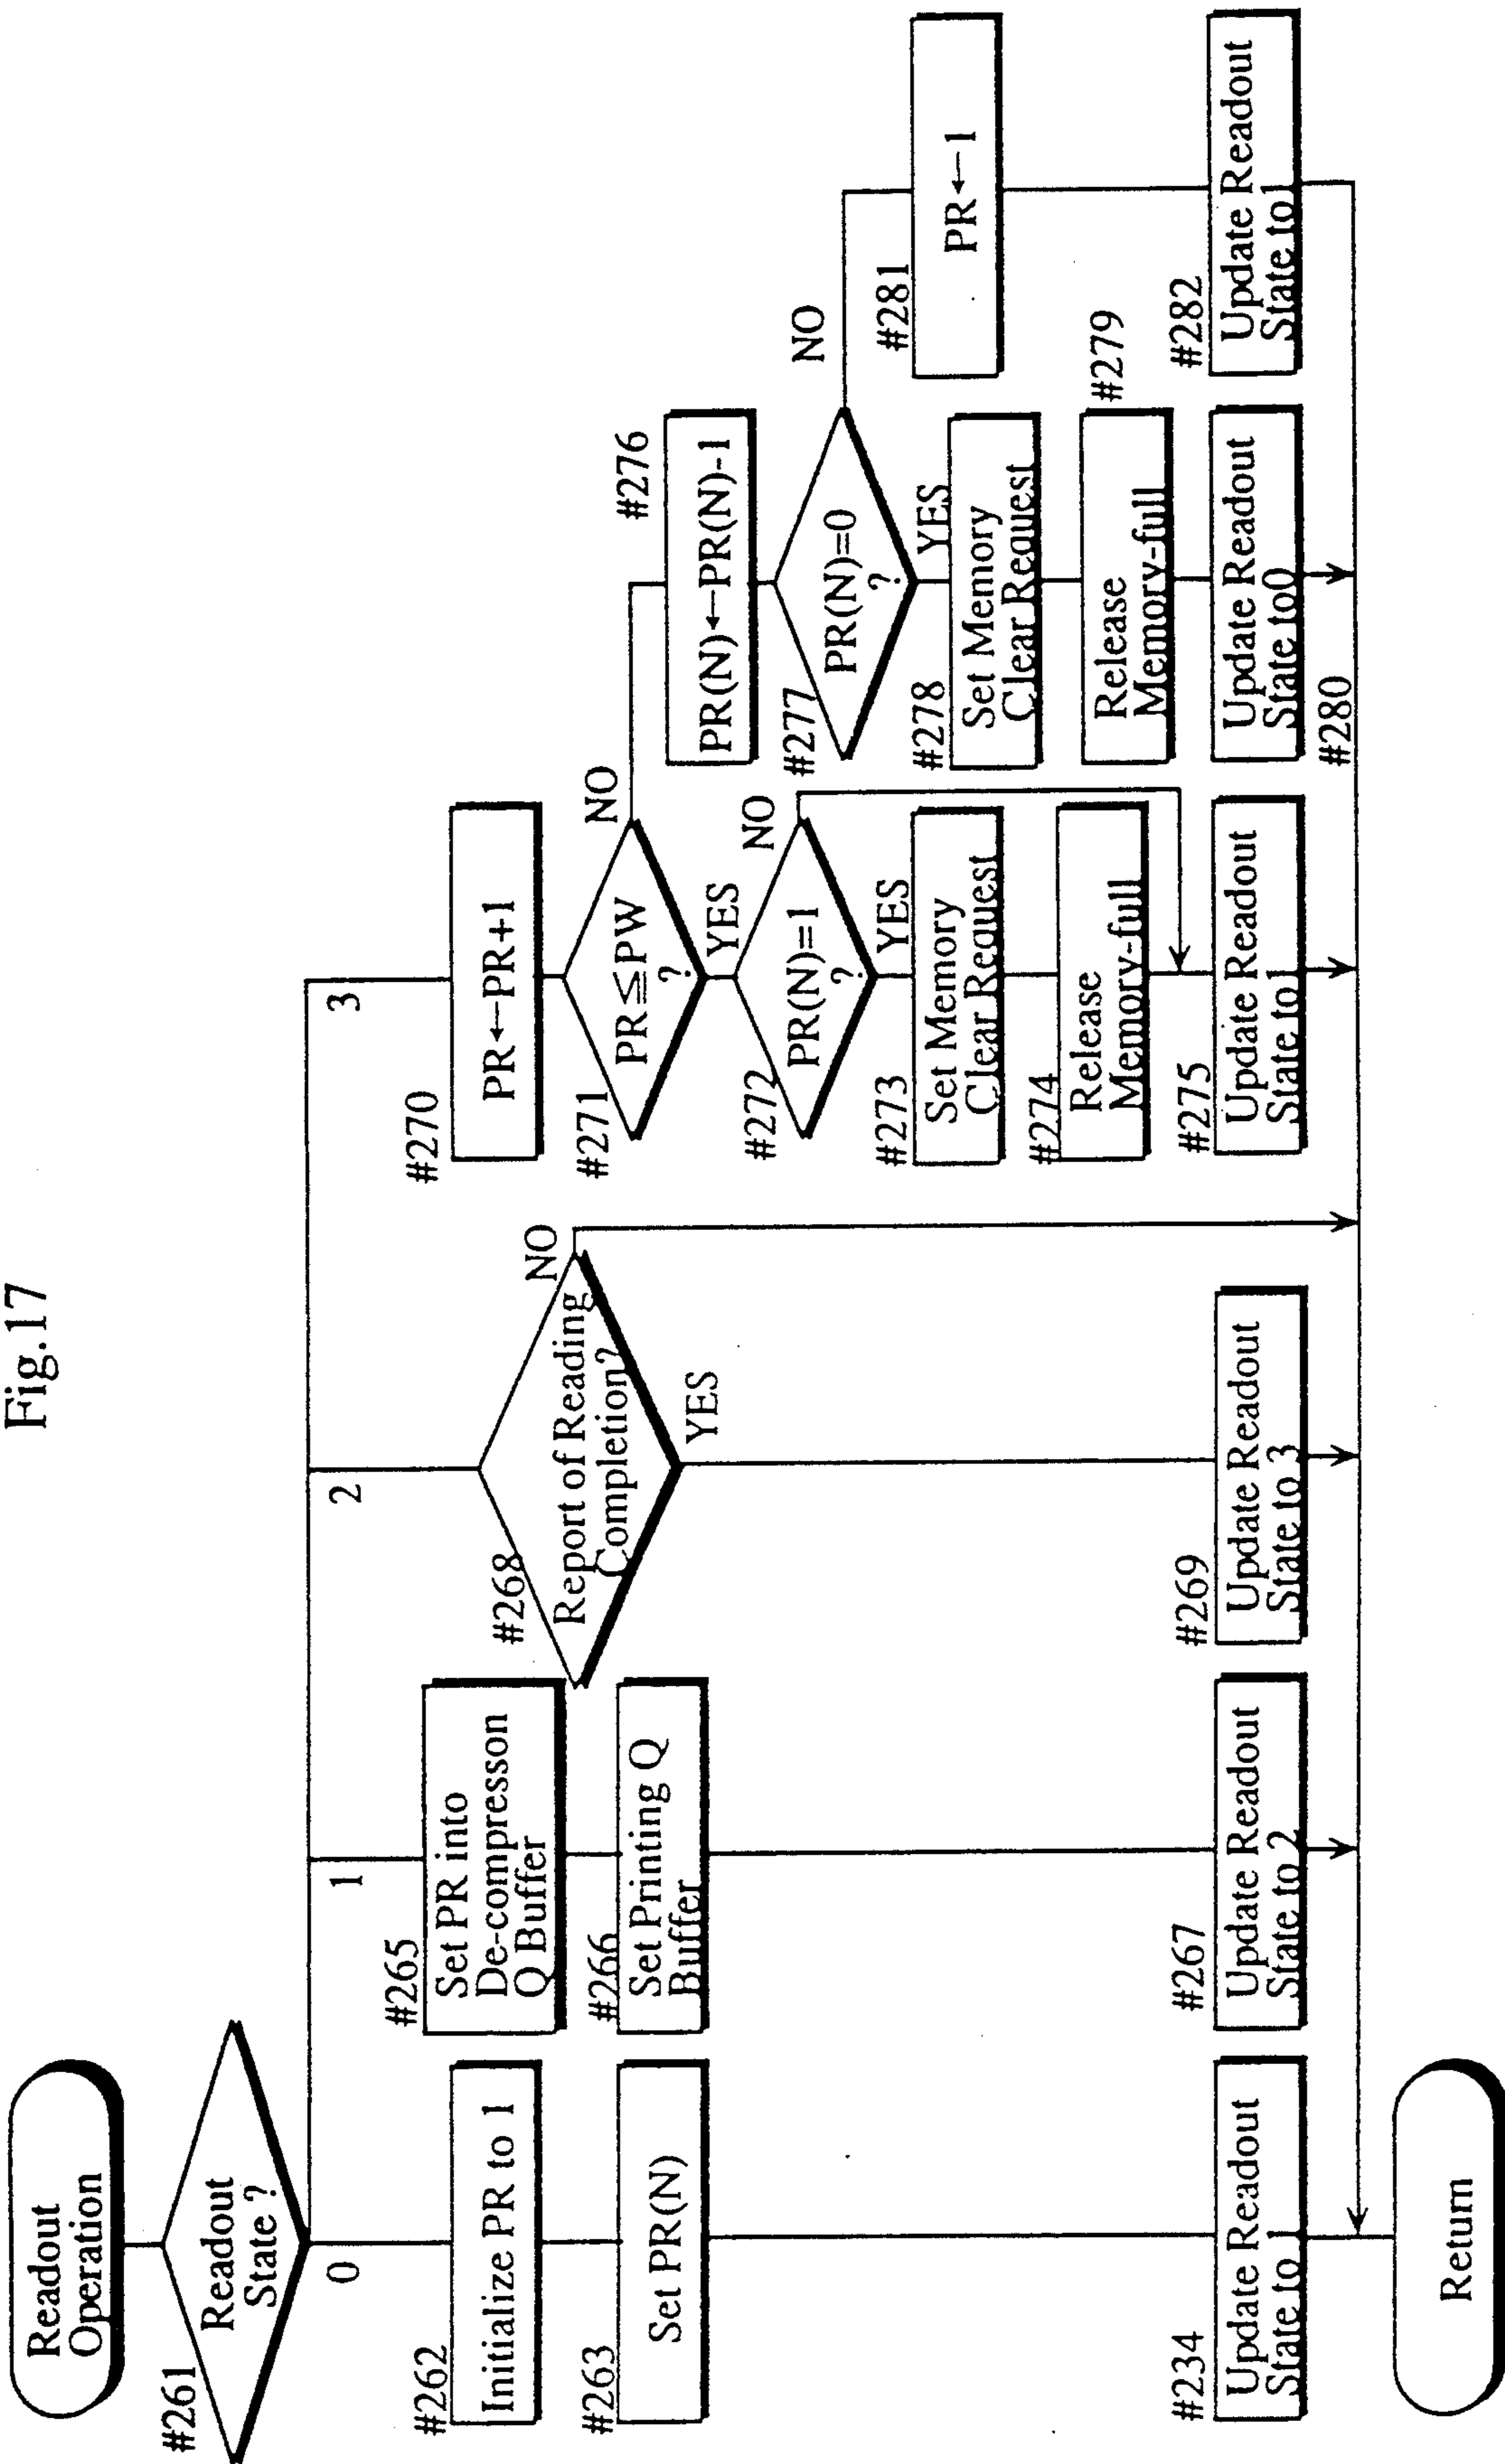 Fig.17
Readout
Operation
#261
Readout
State ?
0
#262
Initialize PR to 1
#263
Set PR(N)
#234
Update Readout
State to 1
Return
1
#265
Set PR into
De-compresson
Q Buffer
#266
Set Printing Q
Buffer
#267
Update Readout
State to 2
2
#268
Report of Reading
Completion?
NO
YES
#269
Update Readout
State to 3
3
#270
PR←PR+1
#271
PR≦PW
?
NO
YES
#272
PR(N)=1
?
NO
YES
#273
Set Memory
Clear Request
#274
Release
Memory-full
#275
Update Readout
State to 1
#276
PR(N)←PR(N)-1
#277
PR(N)=0
?
NO
YES
#278
Set Memory
Clear Request
#279
Release
Memory-full
Update Readout
State to0
#280
#281
PR←1
#282
Update Readout
State to 1